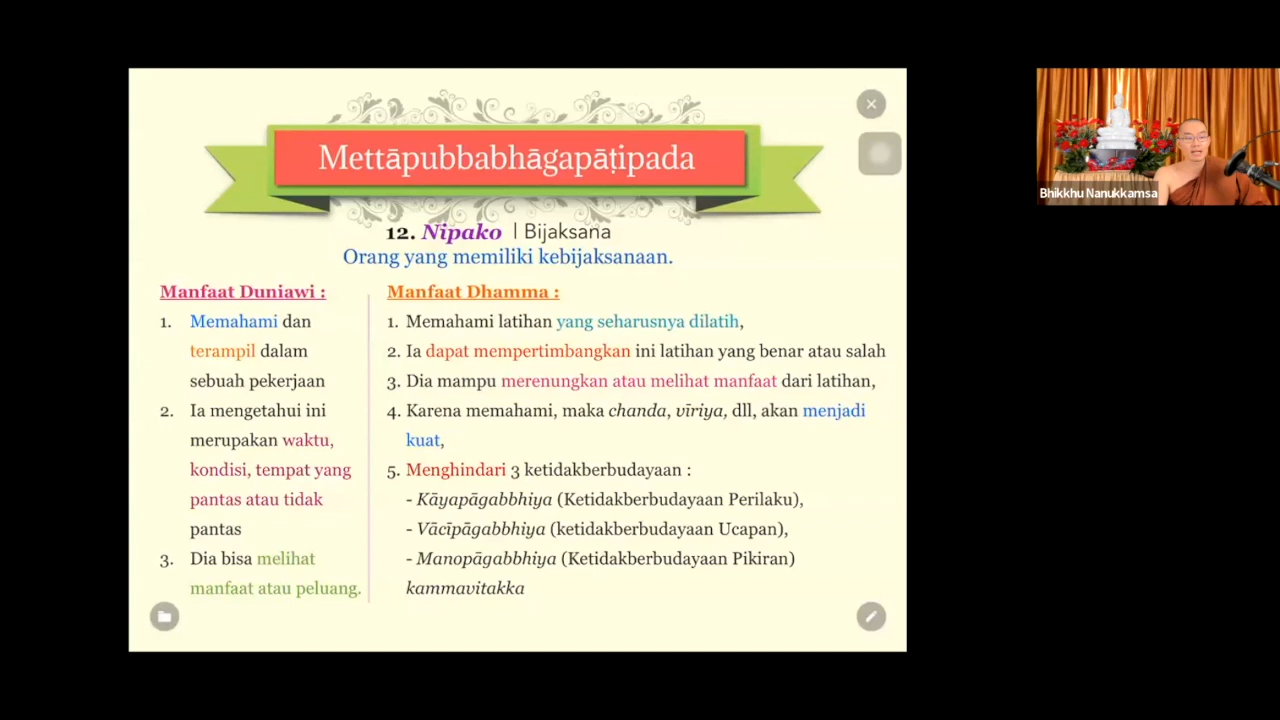 Mettāpubbabhāgapāṭipada
12. Nipako | Bijaksana
Orang yang memiliki kebijaksanaan.
Manfaat Duniawi :
1. Memahami dan
terampil dalam
sebuah pekerjaan
2. Ia mengetahui ini
merupakan waktu,
kondisi, tempat yang
pantas atau tidak
pantas
3. Dia bisa melihat
manfaat atau peluang.
Manfaat Dhamma :
1. Memahami latihan yang seharusnya dilatih,
2. Ia dapat mempertimbangkan ini latihan yang benar atau salah
3. Dia mampu merenungkan atau melihat manfaat dari latihan,
4. Karena memahami, maka chanda, vīriya, dll, akan menjadi
kuat,
5. Menghindari 3 ketidakberbudayaan :
- Kāyapāgabbhiya (Ketidakberbudayaan Perilaku),
- Vācīpāgabbhiya (ketidakberbudayaan Ucapan),
- Manopāgabbhiya (Ketidakberbudayaan Pikiran)
kammavitakka
Bhikkhu Nanukkamsa